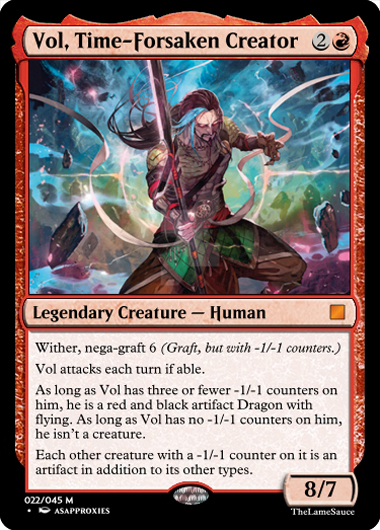 Vol, Time-Forsaken Creator 2
Legendary Creature — Human
Wither, nega-graft 6 (Graft, but with -1/-1 counters.)
Vol attacks each turn if able.
As long as Vol has three or fewer -1/-1 counters on
him, he is a red and black artifact Dragon with
flying. As long as Vol has no -1/-1 counters on him,
he isn't a creature.
Each other creature with a -1/-1 counter on it is an
artifact in addition to its other types.
8/7
022/045 M
• ASAPPROXIES
TheLameSauce